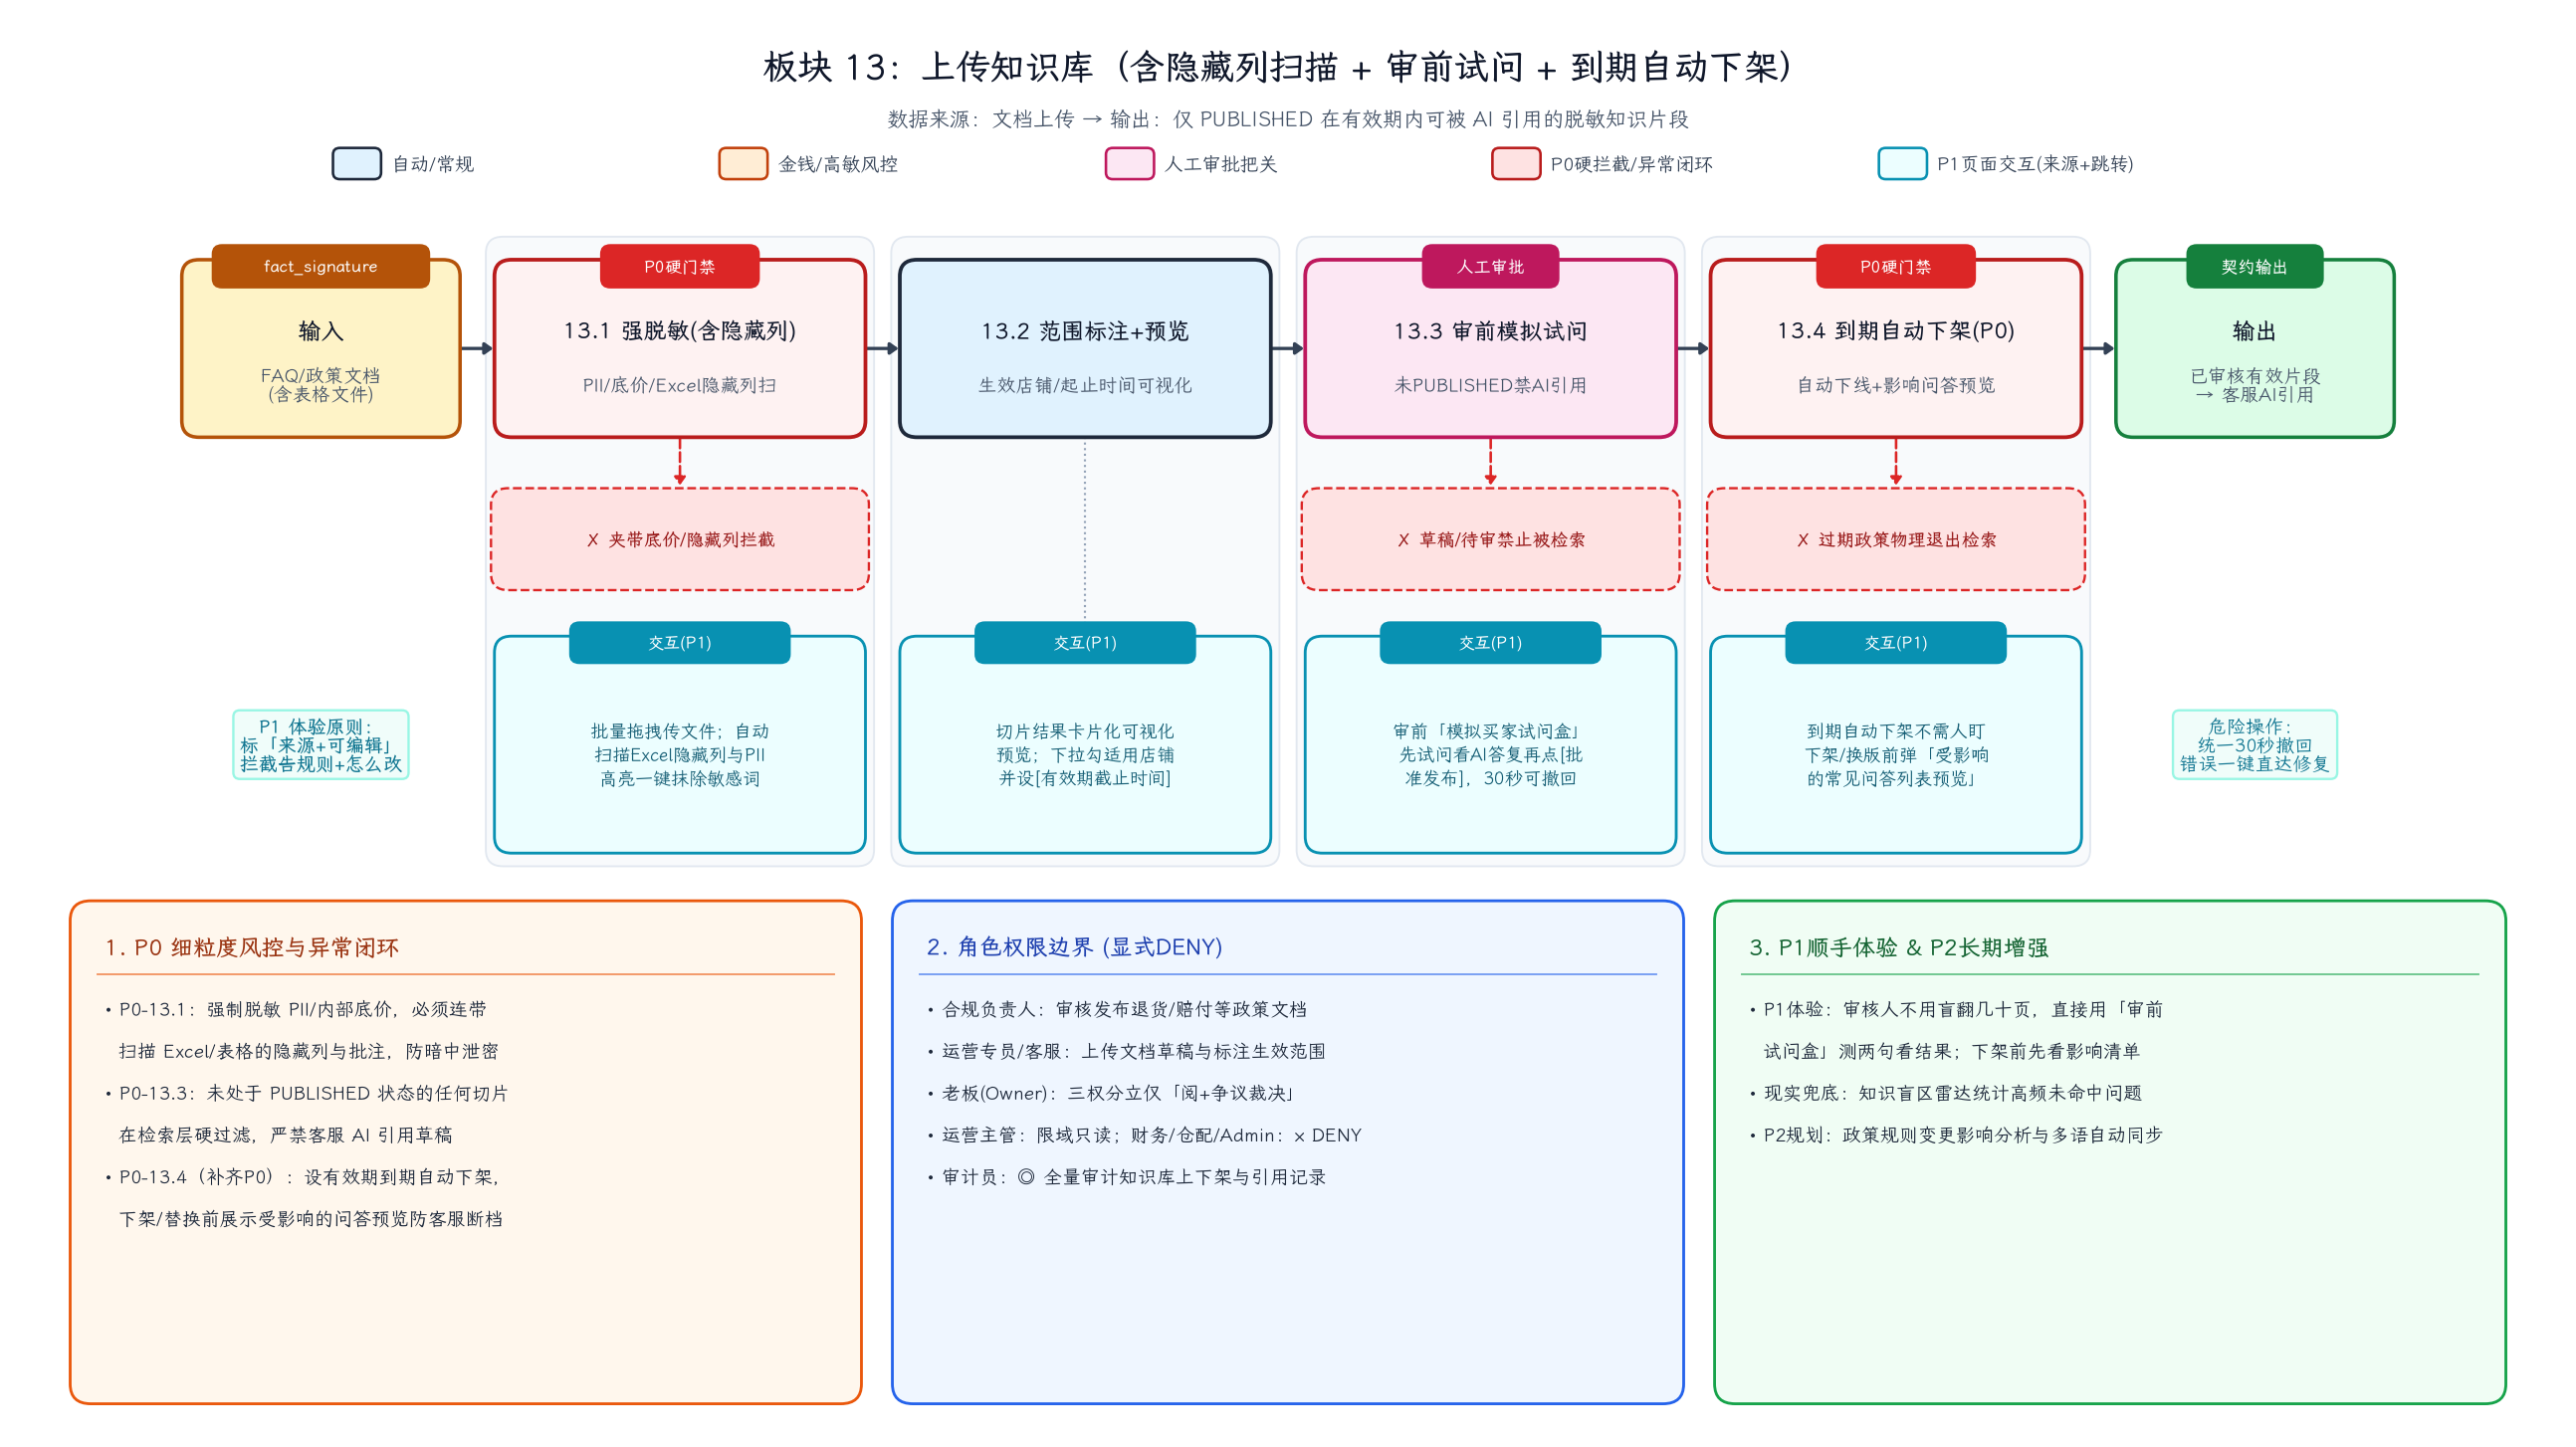 板块 13：上传知识库（含隐藏列扫描 + 审前试问 + 到期自动下架）
数据来源：文档上传 → 输出：仅 PUBLISHED 在有效期内可被 AI 引用的脱敏知识片段
自动/常规
金钱/高敏风控
人工审批把关
P0硬拦截/异常闭环
P1页面交互(来源+跳转)
fact_signature
输入
FAQ/政策文档
(含表格文件)
P0硬门禁
13.1 强脱敏(含隐藏列)
PII/底价/Excel隐藏列扫
13.2 范围标注+预览
生效店铺/起止时间可视化
人工审批
13.3 审前模拟试问
未PUBLISHED禁AI引用
P0硬门禁
13.4 到期自动下架(P0)
自动下线+影响问答预览
契约输出
输出
已审核有效片段
→ 客服AI引用
X 夹带底价/隐藏列拦截
X 草稿/待审禁止被检索
X 过期政策物理退出检索
P1 体验原则：
标「来源+可编辑」
拦截告规则+怎么改
交互(P1)
批量拖拽传文件；自动
扫描Excel隐藏列与PII
高亮一键抹除敏感词
交互(P1)
切片结果卡片化可视化
预览；下拉勾适用店铺
并设[有效期截止时间]
交互(P1)
审前「模拟买家试问盒」
先试问看AI答复再点[批
准发布]，30秒可撤回
交互(P1)
到期自动下架不需人盯
下架/换版前弹「受影响
的常见问答列表预览」
危险操作：
统一30秒撤回
错误一键直达修复
1. P0 细粒度风控与异常闭环
• P0-13.1：强制脱敏 PII/内部底价，必须连带
扫描 Excel/表格的隐藏列与批注，防暗中泄密
• P0-13.3：未处于 PUBLISHED 状态的任何切片
在检索层硬过滤，严禁客服 AI 引用草稿
• P0-13.4（补齐P0）：设有效期到期自动下架，
下架/替换前展示受影响的问答预览防客服断档
2. 角色权限边界 (显式DENY)
• 合规负责人：审核发布退货/赔付等政策文档
• 运营专员/客服：上传文档草稿与标注生效范围
• 老板(Owner)：三权分立仅「阅+争议裁决」
• 运营主管：限域只读；财务/仓配/Admin：x DENY
• 审计员：◎ 全量审计知识库上下架与引用记录
3. P1顺手体验 & P2长期增强
• P1体验：审核人不用盲翻几十页，直接用「审前
试问盒」测两句看结果；下架前先看影响清单
• 现实兜底：知识盲区雷达统计高频未命中问题
• P2规划：政策规则变更影响分析与多语自动同步